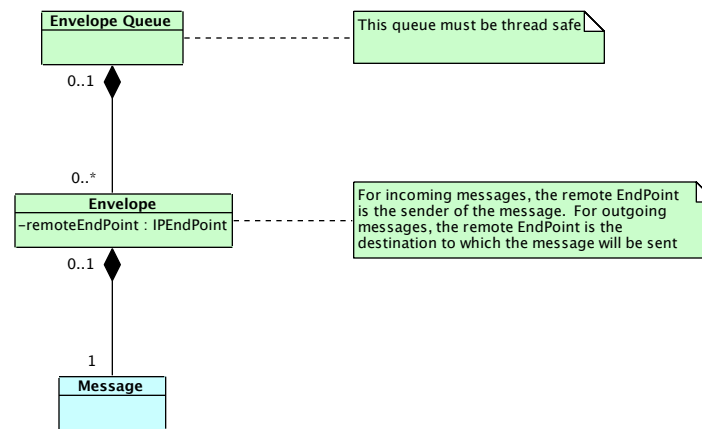 Envelope Queue
This queue must be thread safe
0..1
0..*
Envelope
-remoteEndPoint : IPEndPoint
For incoming messages, the remote EndPoint
is the sender of the message. For outgoing
messages, the remote EndPoint is the
destination to which the message will be sent
0..1
1
Message